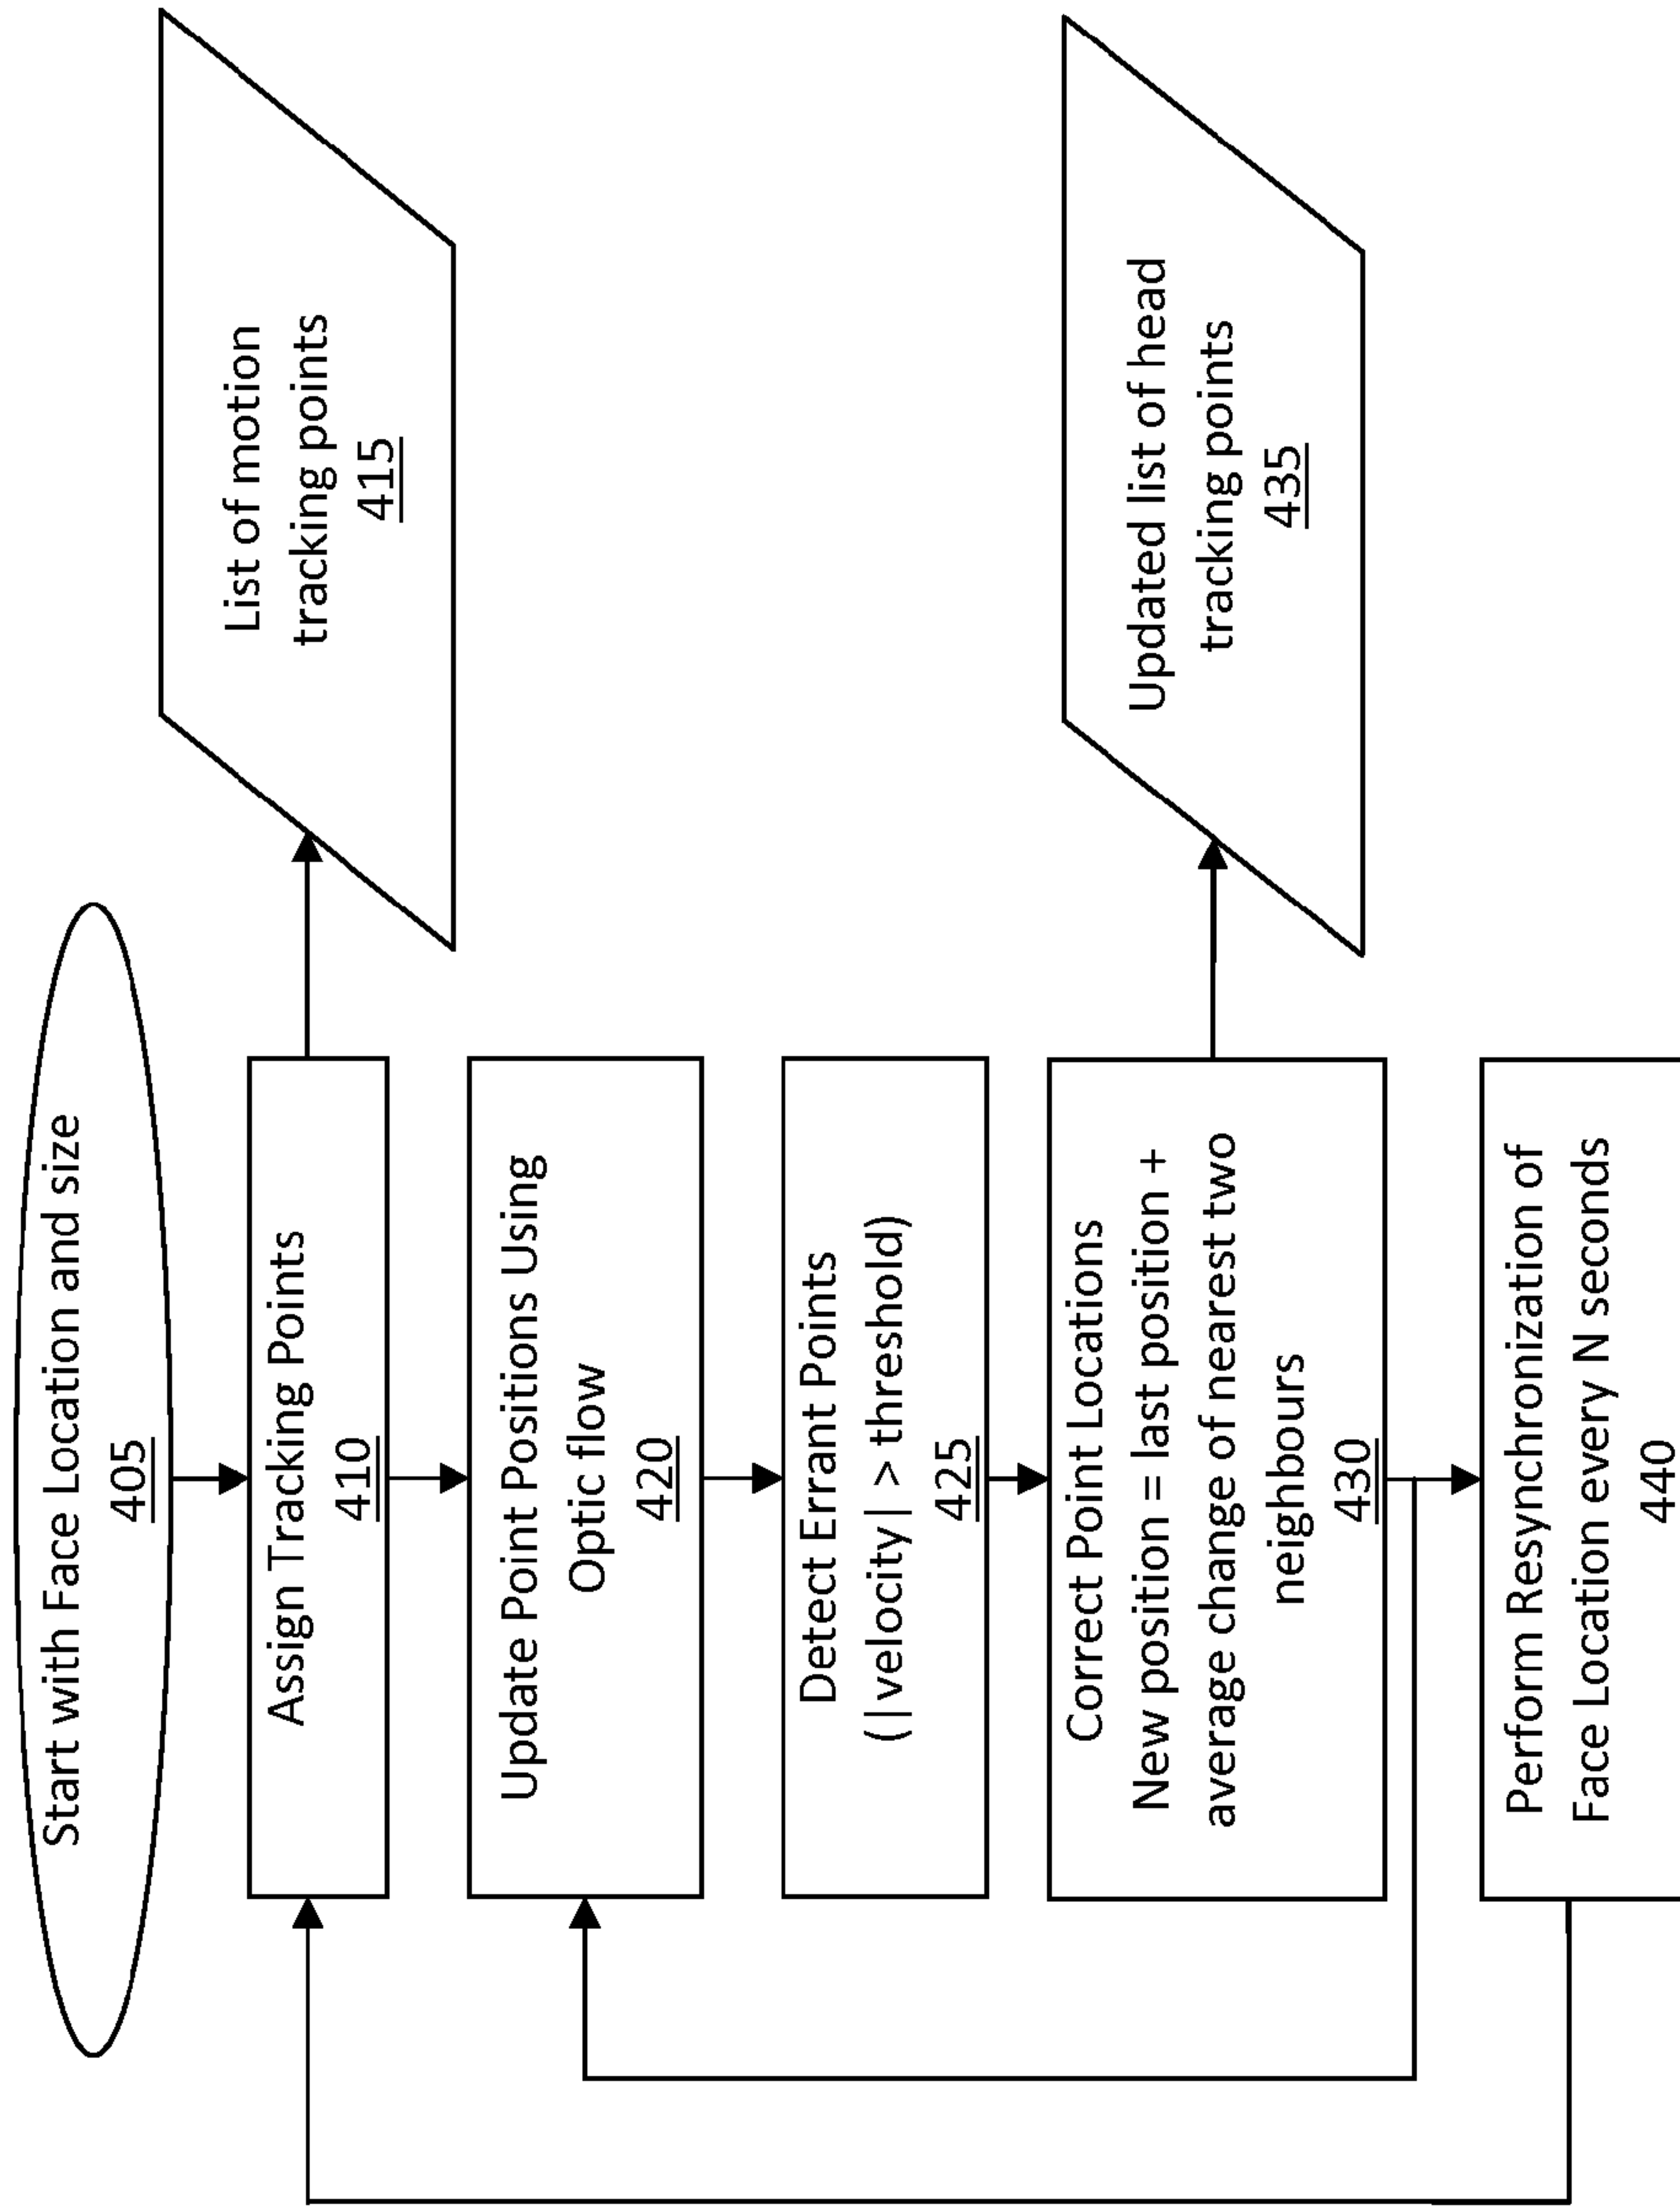 Start with Face Location and size
405
Assign Tracking Points
410
List of motion
tracking points
415
Update Point Positions Using
Optic flow
420
Detect Errant Points
(|velocity| > threshold)
425
Correct Point Locations
New position = last position +
average change of nearest two
neighbours
430
Updated list of head
tracking points
435
Perform Resynchronization of
Face Location every N seconds
440